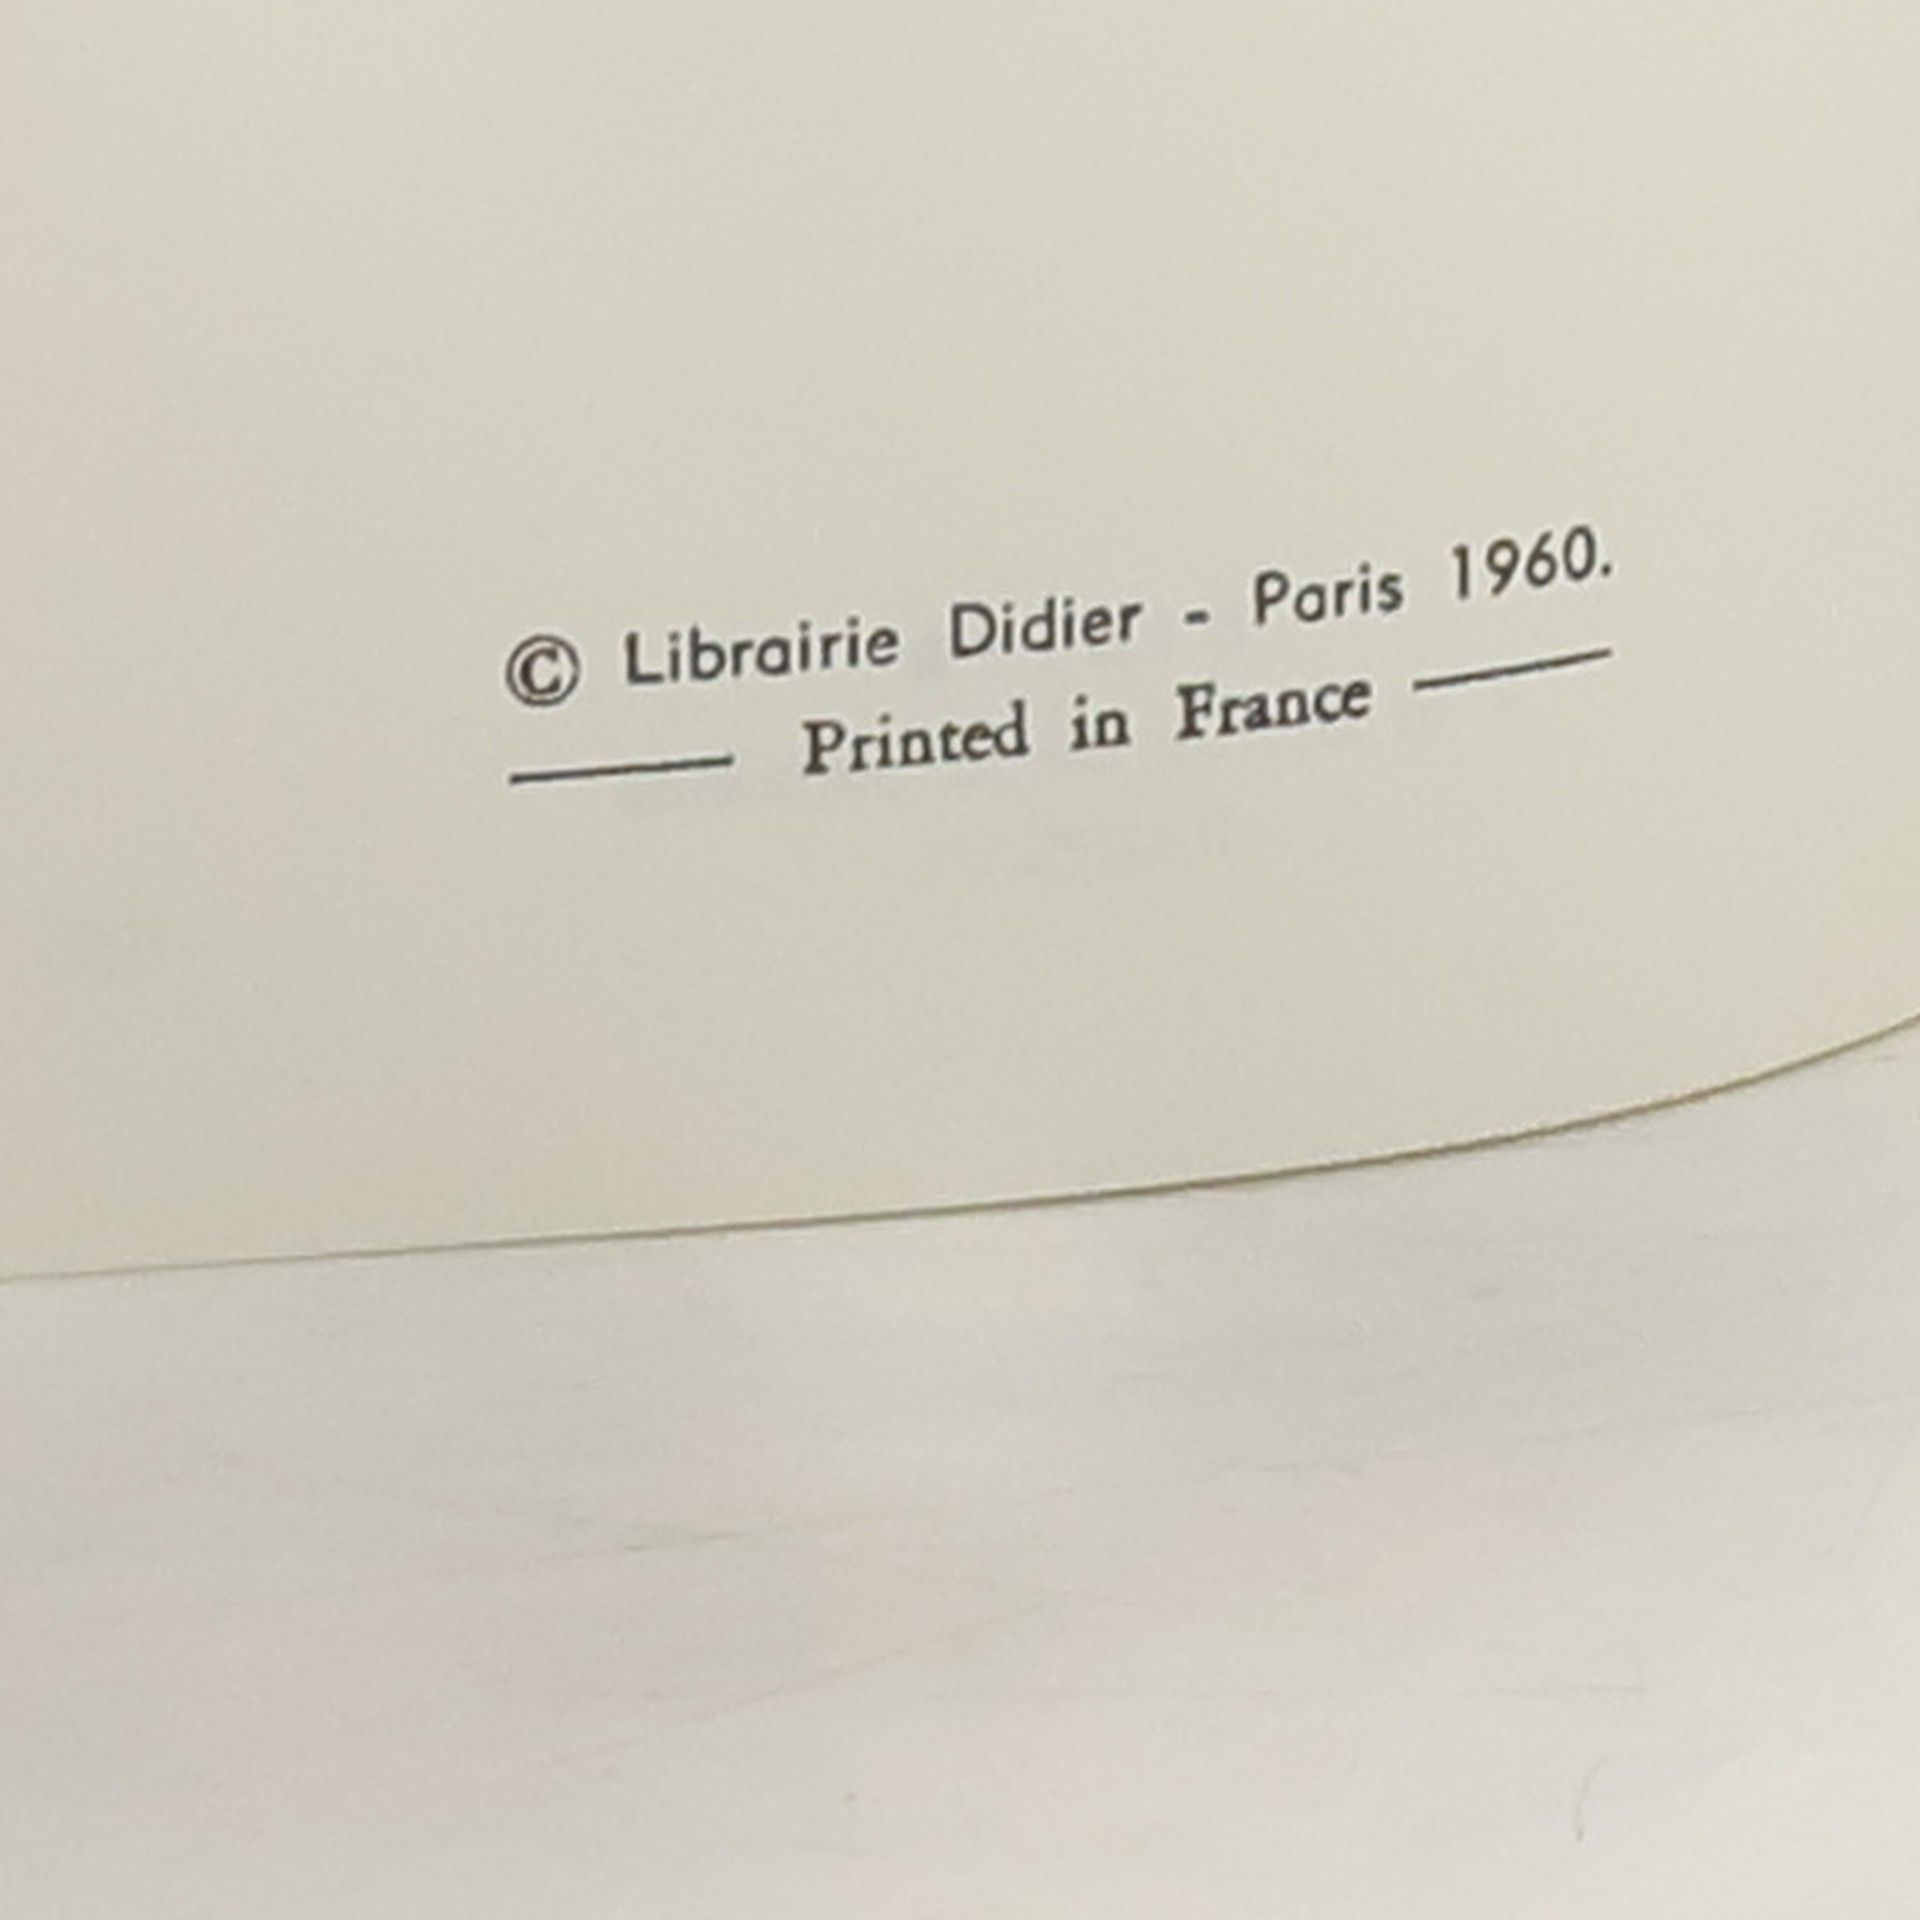 © Librairie Didier - Paris 1960.
Printed in France